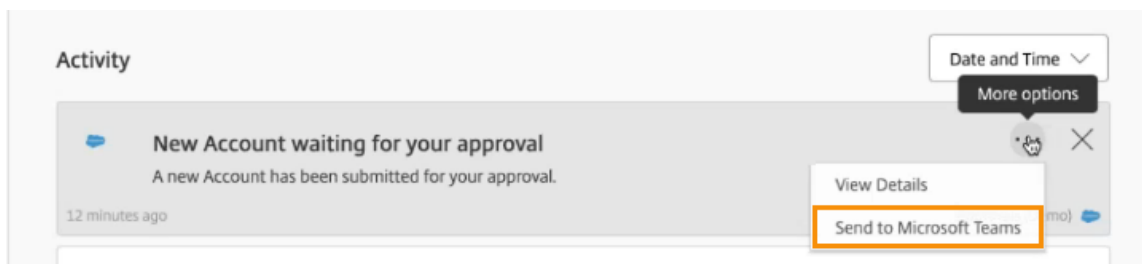 Activity
Date and Time
More options
New Account waiting for your approval
A new Account has been submitted for your approval.
View Details
12 minutes ago
mo)
Send to Microsoft Teams